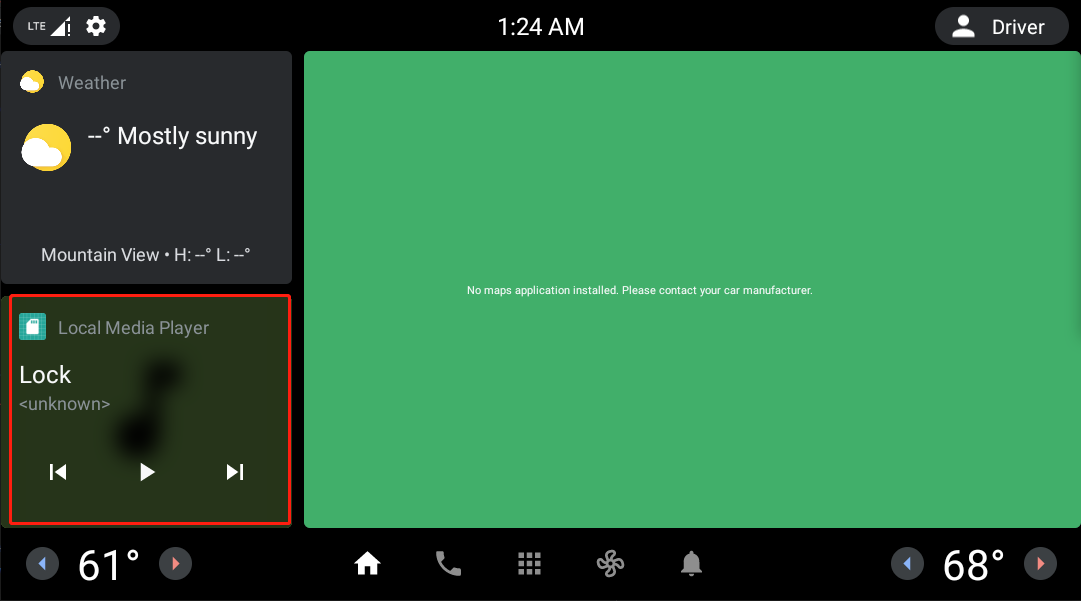 LTE
1:24 AM
Driver
Weather
--° Mostly sunny
Mountain View • H: --° L: --°
No maps application installed. Please contact your car manufacturer.
Local Media Player
Lock
<unknown>
61°
68°